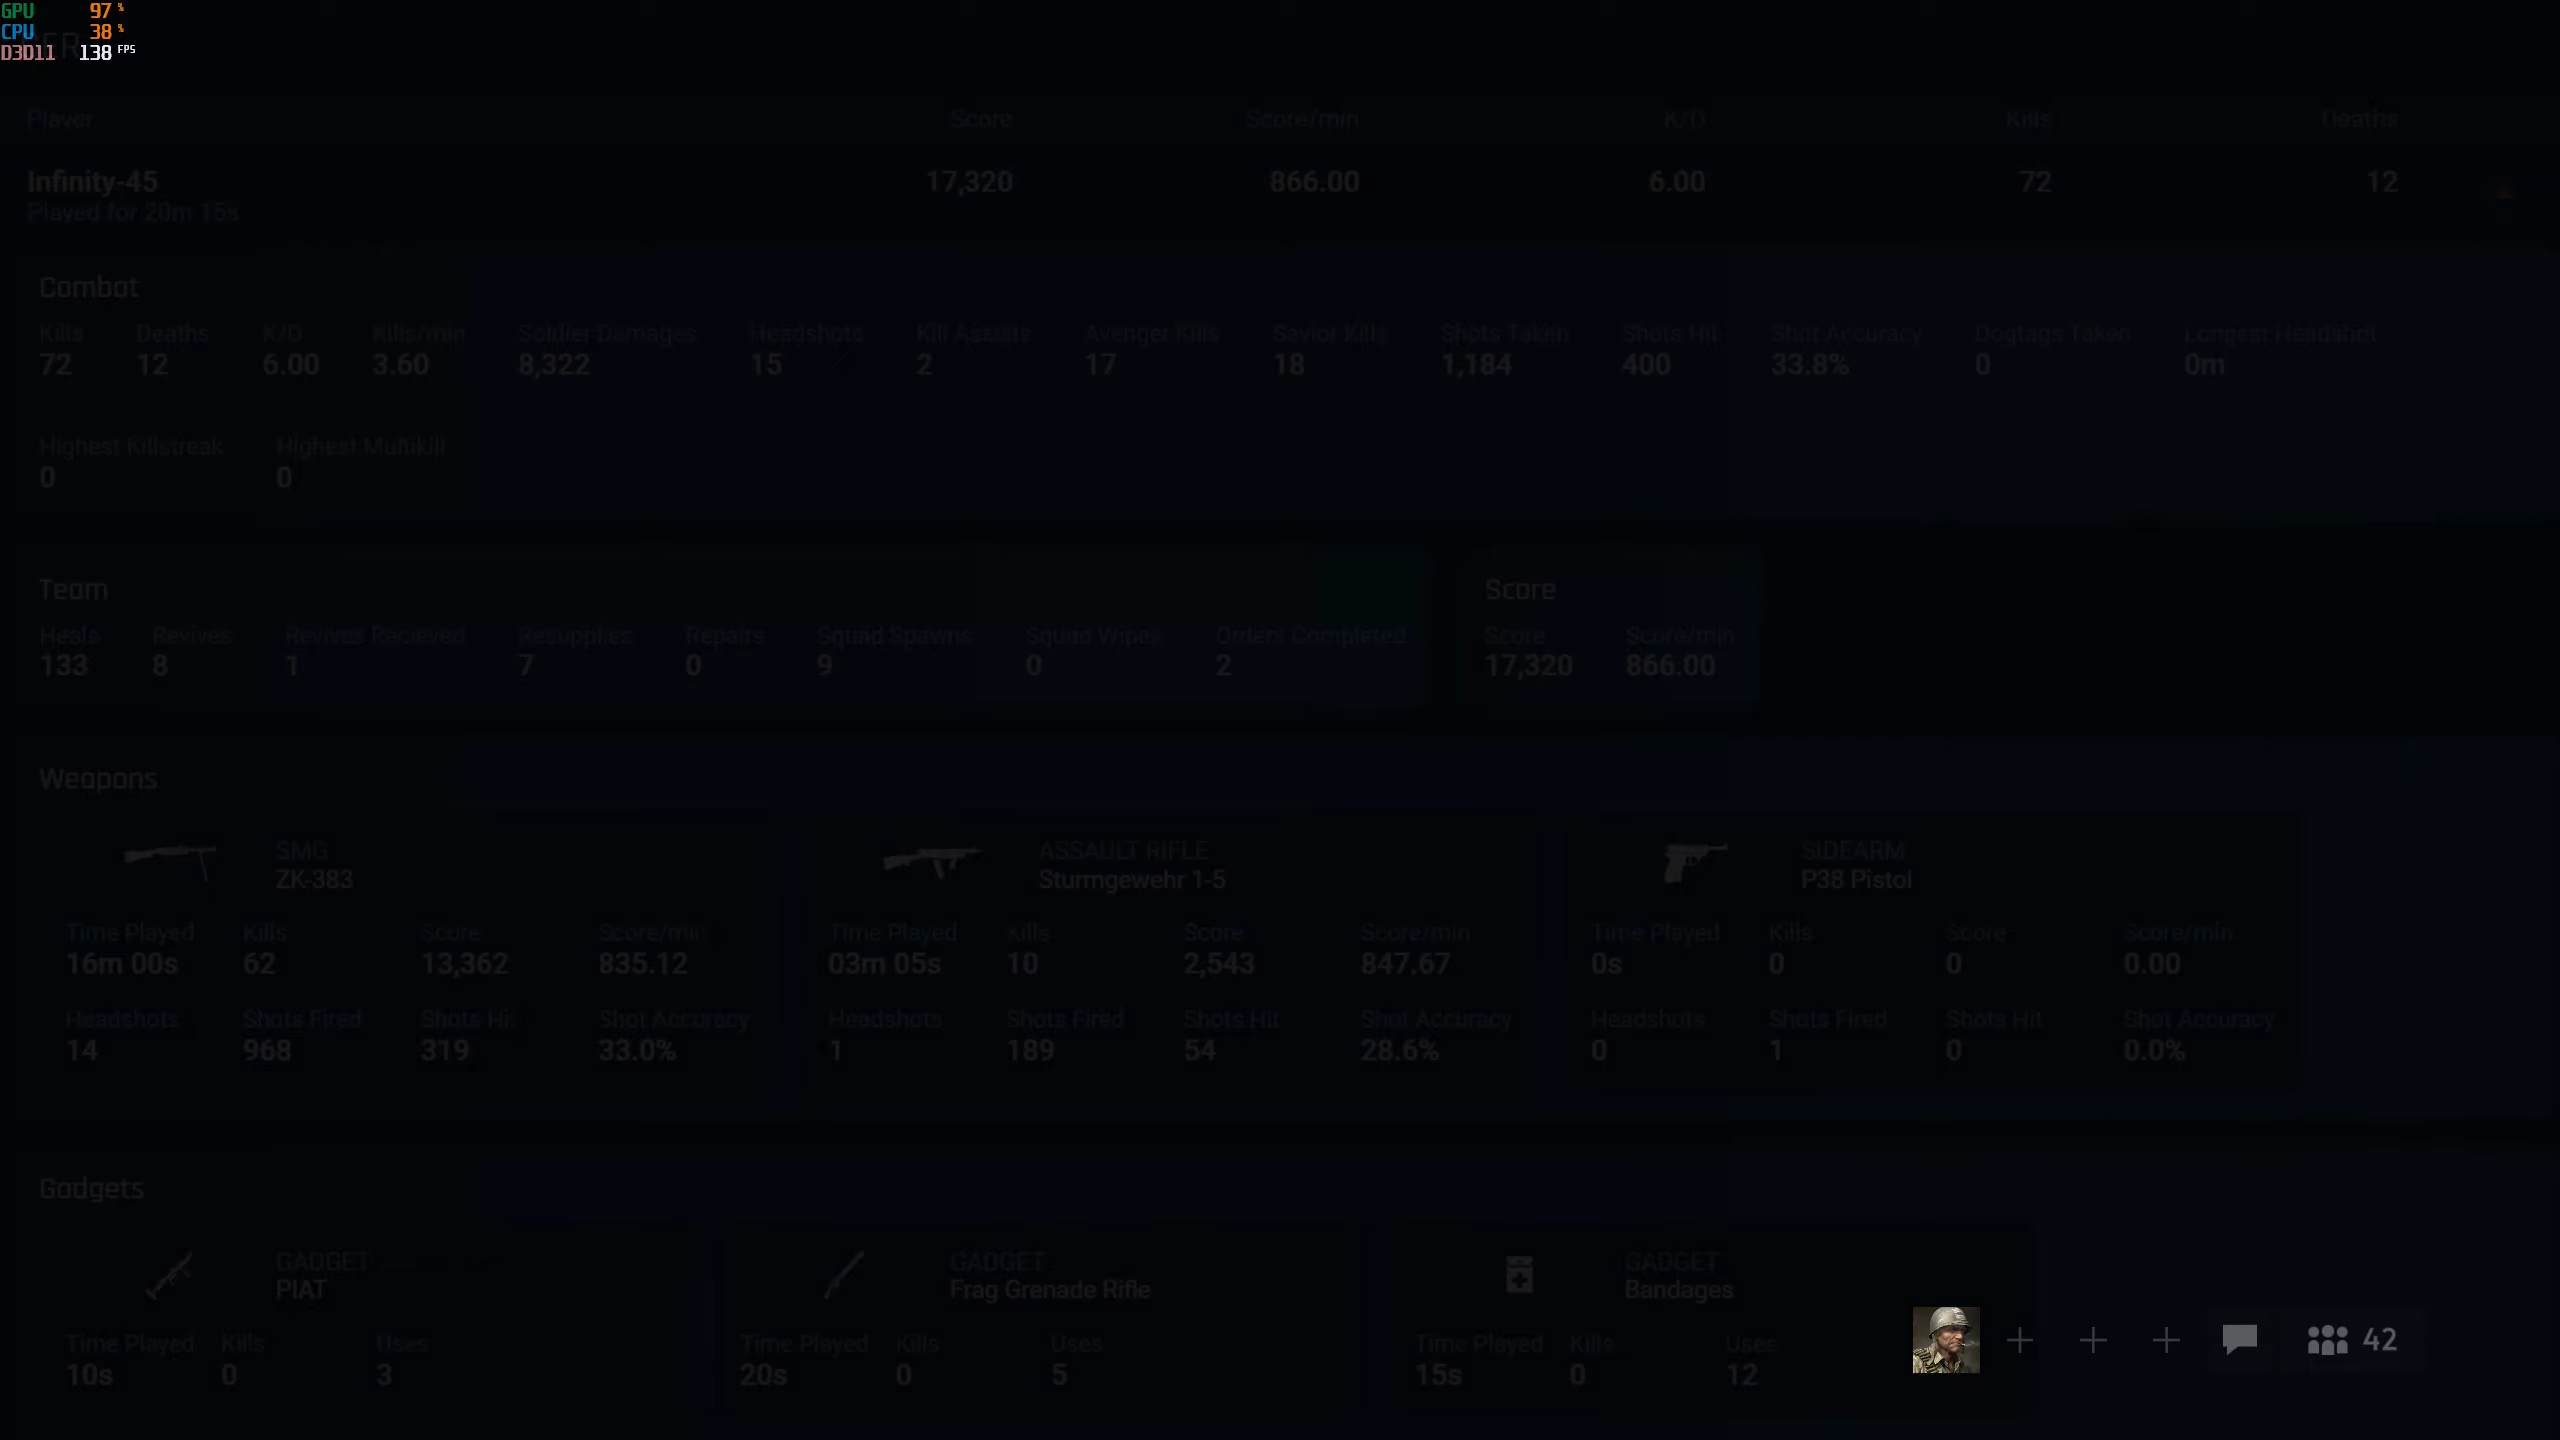 GPU 97 %
CPU 38 %
D3D11 138 FPS
Player Score Score/min K/D Kills Deaths
Infinity-45 17,320 866.00 6.00 72 12
Played for 20m 15s
Combat
Kills Deaths K/D Kills/min Soldier Damages Headshots Kill Assists Avenger Kills Savior Kills Shots Taken Shots Hit Shot Accuracy Dogtags Taken Longest Headshot
72 12 6.00 3.60 8,322 15 2 17 18 1,184 400 33.8% 0 0m
Highest Killstreak Highest Multikill
0 0
Team Score
Heals Revives Revives Recieved Resupplies Repairs Squad Spawns Squad Wipes Orders Completed Score Score/min
133 8 1 7 0 9 0 2 17,320 866.00
Weapons
SMG ASSAULT RIFLE SIDEARM
ZK-383 Sturmgewehr 1-5 P38 Pistol
Time Played Kills Score Score/min Time Played Kills Score Score/min Time Played Kills Score Score/min
16m 00s 62 13,362 835.12 03m 05s 10 2,543 847.67 0s 0 0 0.00
Headshots Shots Fired Shots Hit Shot Accuracy Headshots Shots Fired Shots Hit Shot Accuracy Headshots Shots Fired Shots Hit Shot Accuracy
14 968 319 33.0% 1 189 54 28.6% 0 1 0 0.0%
Gadgets
GADGET GADGET GADGET
PIAT Frag Grenade Rifle Bandages
Time Played Kills Uses Time Played Kills Uses Time Played Kills Uses
10s 0 3 20s 0 5 15s 0 12
42